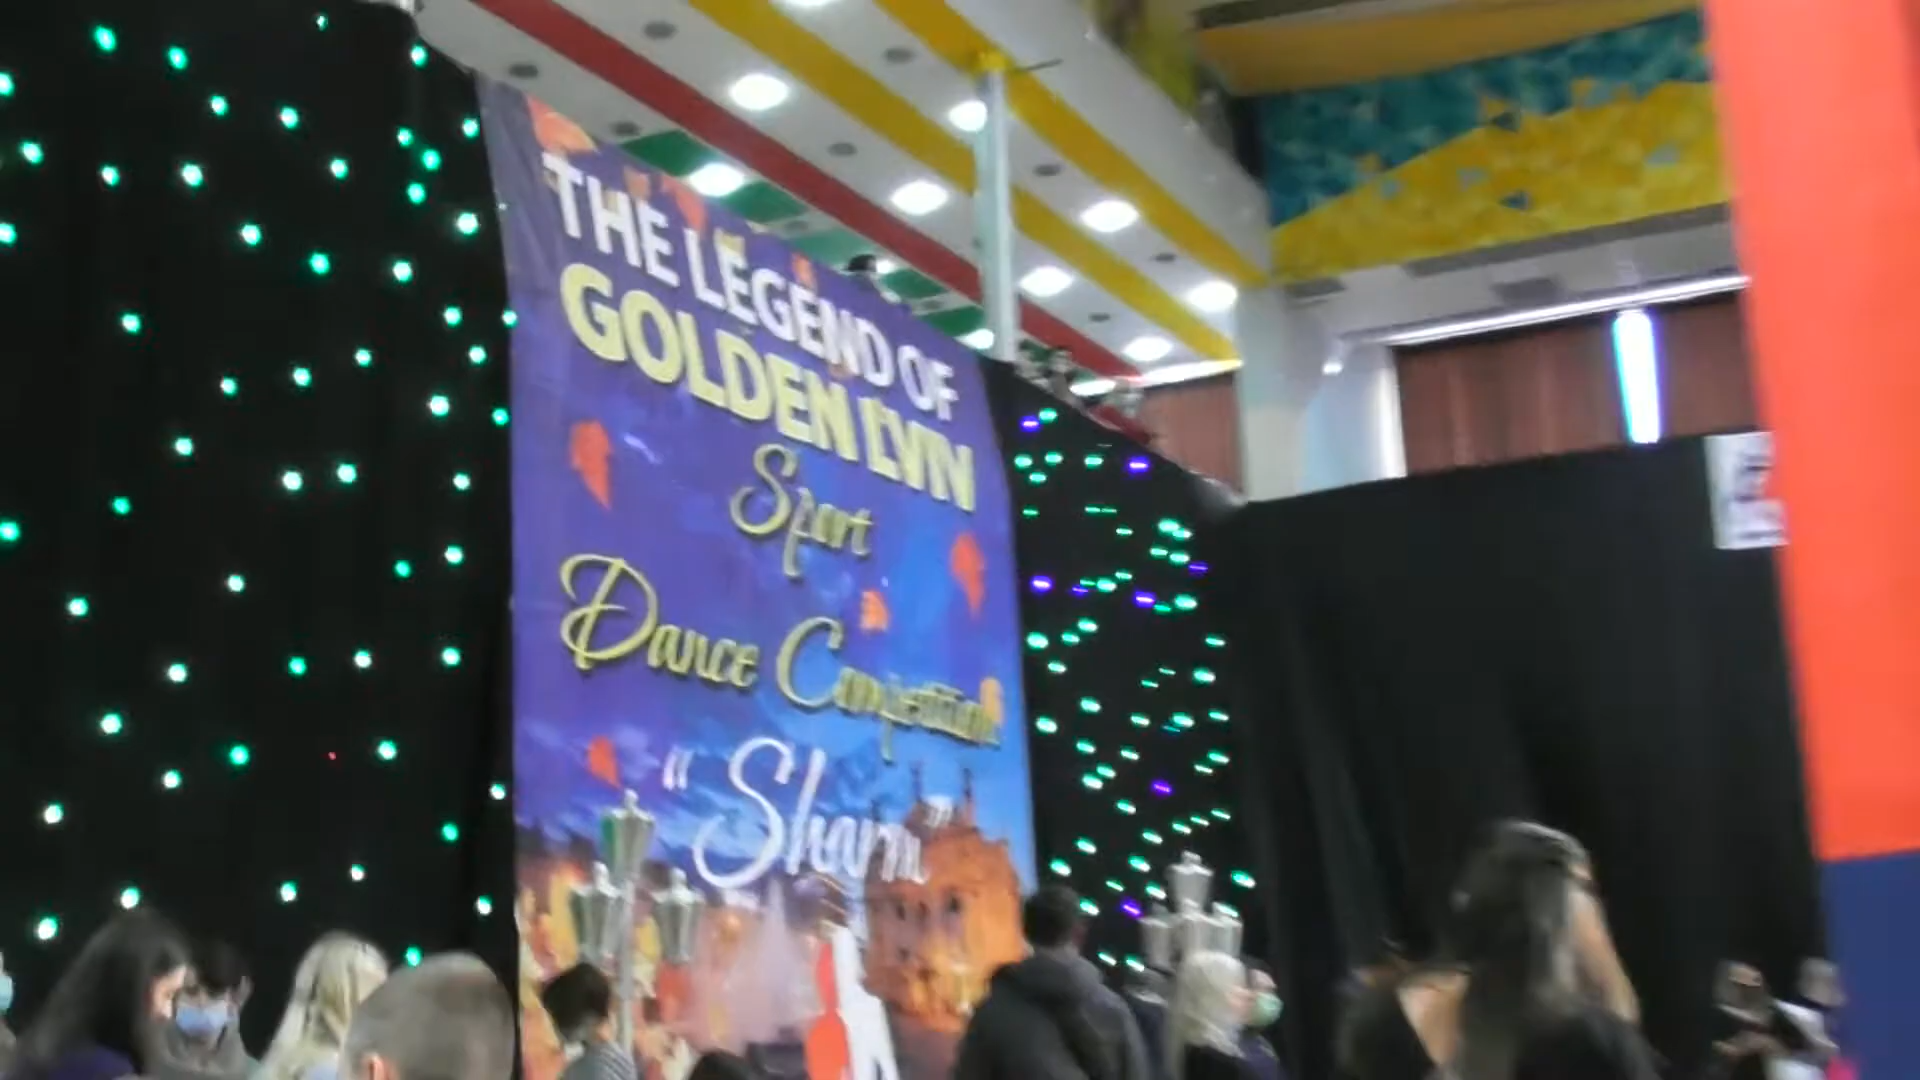 THE LEGEND OF
GOLDEN LVIV
Sport
Dance Competition
"Sharm"